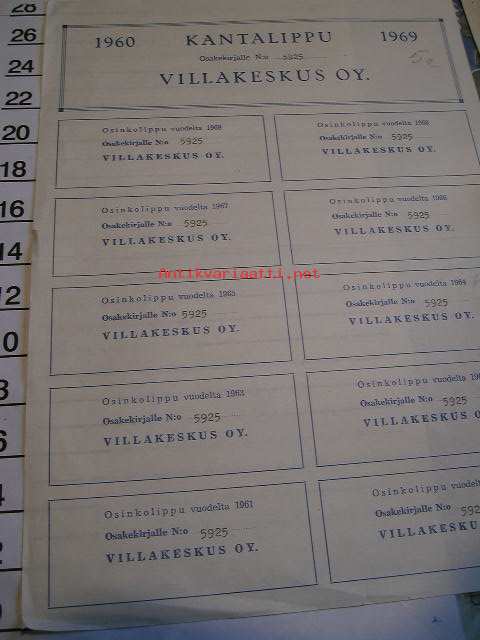 28
26
24
22
20
18
16
14
12
1960 KANTALIPPU 1969
Osakekirjalle N:o 5925
VILLAKESKUS OY.
Osinkolippu vuodelta 1969
Osakekirjalle N:o 5925
VILLAKESKUS OY.
Osinkolippu vuodelta 1968
Osakekirjalle N:o 5925
VILLAKESKUS OY.
Osinkolippu vuodelta 1967
Osakekirjalle N:o 5925
VILLAKESKUS OY.
Osinkolippu vuodelta 1966
Osakekirjalle N:o 5925
VILLAKESKUS OY.
Antikvariaatti.net
Osinkolippu vuodelta 1965
Osakekirjalle N:o 5925
VILLAKESKUS OY.
Osinkolippu vuodelta 1964
Osakekirjalle N:o 5925
VILLAKESKUS OY.
Osinkolippu vuodelta 1963
Osakekirjalle N:o 5925
VILLAKESKUS OY.
Osinkolippu vuodelta
Osakekirjalle N:o 5925
VILLAKESKUS OY.
Osinkolippu vuodelta 1961
Osakekirjalle N:o 5925
VILLAKESKUS OY.
Osinkolippu
Osakekirjalle N:o 592
VILLAKESKU